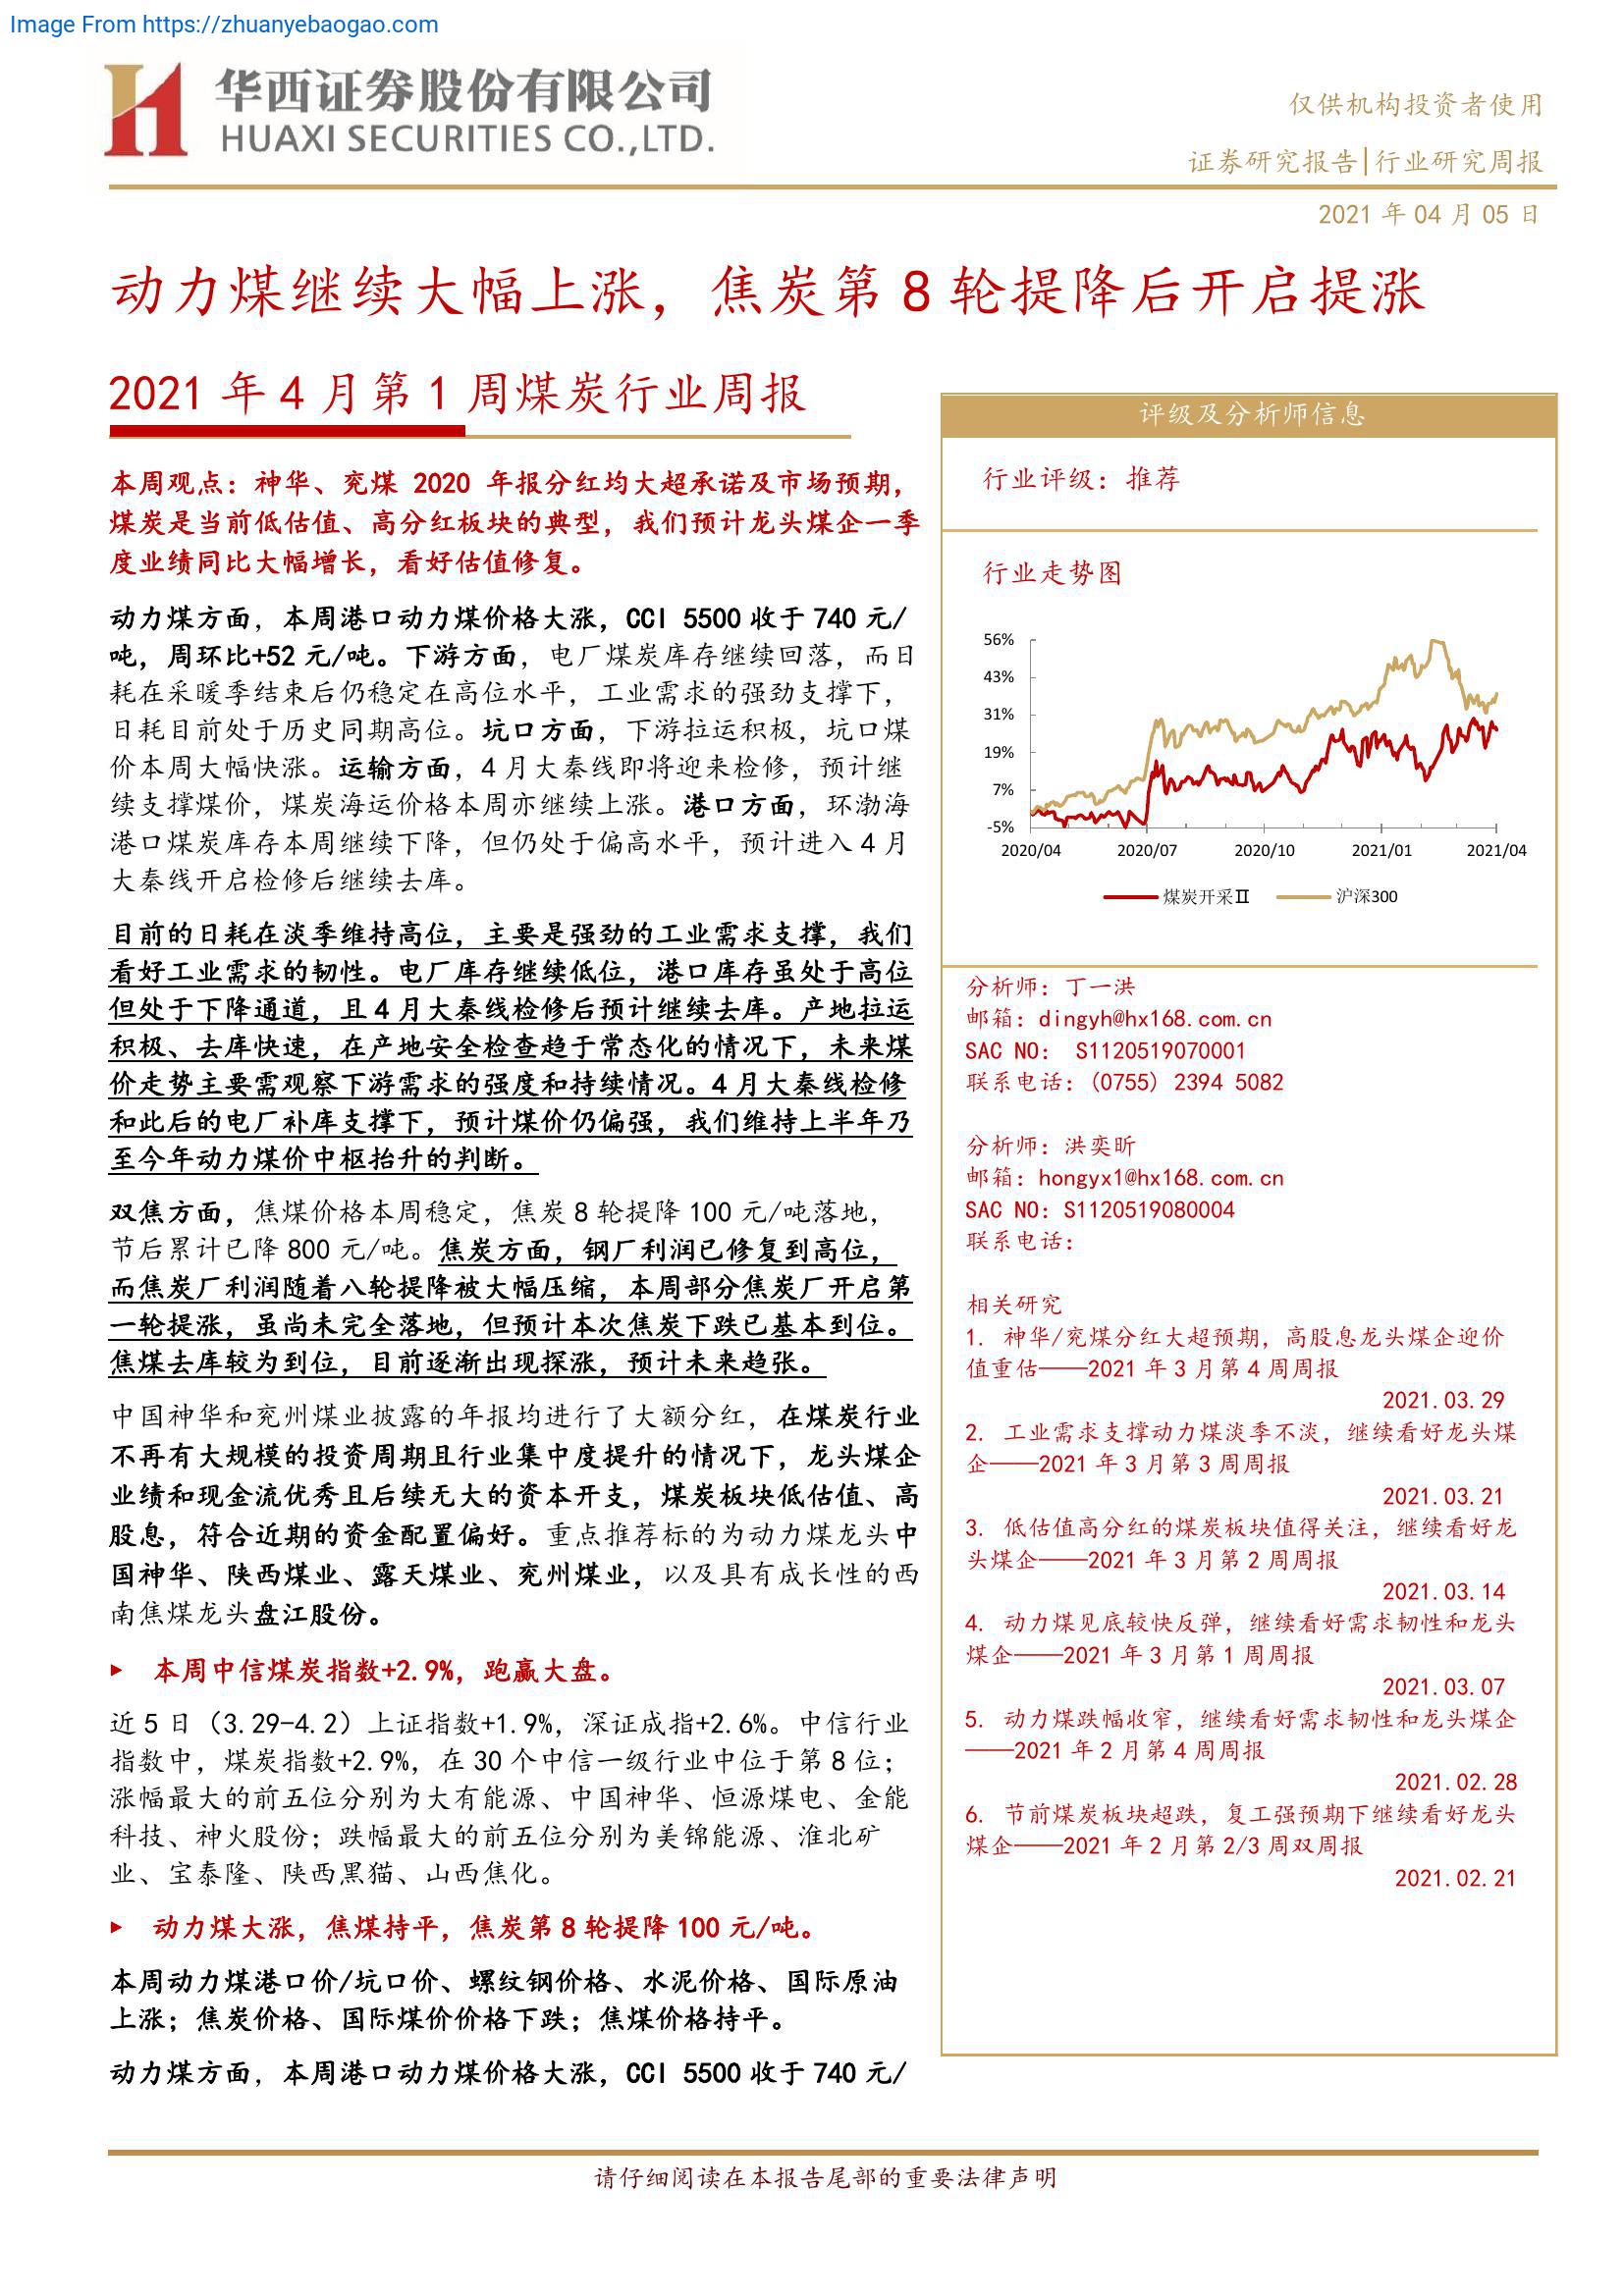 Image From https://zhuanyebaogao.com
华西证券股份有限公司
HUAXI SECURITIES CO.,LTD.
仅供机构投资者使用
证券研究报告|行业研究周报
2021 年 04 月 05 日
动力煤继续大幅上涨，焦炭第 8 轮提降后开启提涨
2021 年 4 月第 1 周煤炭行业周报
本周观点：神华、兖煤 2020 年报分红均大超承诺及市场预期，
煤炭是当前低估值、高分红板块的典型，我们预计龙头煤企一季
度业绩同比大幅增长，看好估值修复。
动力煤方面，本周港口动力煤价格大涨，CCI 5500 收于 740 元/
吨，周环比+52 元/吨。下游方面，电厂煤炭库存继续回落，而日
耗在采暖季结束后仍稳定在高位水平，工业需求的强劲支撑下，
日耗目前处于历史同期高位。坑口方面，下游拉运积极，坑口煤
价本周大幅快涨。运输方面，4 月大秦线即将迎来检修，预计继
续支撑煤价，煤炭海运价格本周亦继续上涨。港口方面，环渤海
港口煤炭库存本周继续下降，但仍处于偏高水平，预计进入 4 月
大秦线开启检修后继续去库。
目前的日耗在淡季维持高位，主要是强劲的工业需求支撑，我们
看好工业需求的韧性。电厂库存继续低位，港口库存虽处于高位
但处于下降通道，且 4 月大秦线检修后预计继续去库。产地拉运
积极、去库快速，在产地安全检查趋于常态化的情况下，未来煤
价走势主要需观察下游需求的强度和持续情况。4 月大秦线检修
和此后的电厂补库支撑下，预计煤价仍偏强，我们维持上半年乃
至今年动力煤价中枢抬升的判断。
双焦方面，焦煤价格本周稳定，焦炭 8 轮提降 100 元/吨落地，
节后累计已降 800 元/吨。焦炭方面，钢厂利润已修复到高位，
而焦炭厂利润随着八轮提降被大幅压缩，本周部分焦炭厂开启第
一轮提涨，虽尚未完全落地，但预计本次焦炭下跌已基本到位。
焦煤去库较为到位，目前逐渐出现探涨，预计未来趋张。
中国神华和兖州煤业披露的年报均进行了大额分红，在煤炭行业
不再有大规模的投资周期且行业集中度提升的情况下，龙头煤企
业绩和现金流优秀且后续无大的资本开支，煤炭板块低估值、高
股息，符合近期的资金配置偏好。重点推荐标的为动力煤龙头中
国神华、陕西煤业、露天煤业、兖州煤业，以及具有成长性的西
南焦煤龙头盘江股份。
▶ 本周中信煤炭指数+2.9%，跑赢大盘。
近 5 日（3.29-4.2）上证指数+1.9%，深证成指+2.6%。中信行业
指数中，煤炭指数+2.9%，在 30 个中信一级行业中位于第 8 位；
涨幅最大的前五位分别为大有能源、中国神华、恒源煤电、金能
科技、神火股份；跌幅最大的前五位分别为美锦能源、淮北矿
业、宝泰隆、陕西黑猫、山西焦化。
▶ 动力煤大涨，焦煤持平，焦炭第 8 轮提降 100 元/吨。
本周动力煤港口价/坑口价、螺纹钢价格、水泥价格、国际原油
上涨；焦炭价格、国际煤价价格下跌；焦煤价格持平。
动力煤方面，本周港口动力煤价格大涨，CCI 5500 收于 740 元/
评级及分析师信息
行业评级：推荐
行业走势图
56%
43%
31%
19%
7%
-5%
2020/04 2020/07 2020/10 2021/01 2021/04
煤炭开采Ⅱ 沪深300
分析师：丁一洪
邮箱：dingyh@hx168.com.cn
SAC NO： S1120519070001
联系电话：(0755) 2394 5082
分析师：洪奕昕
邮箱：hongyx1@hx168.com.cn
SAC NO：S1120519080004
联系电话：
相关研究
1. 神华/兖煤分红大超预期，高股息龙头煤企迎价
值重估——2021 年 3 月第 4 周周报
2021.03.29
2. 工业需求支撑动力煤淡季不淡，继续看好龙头煤
企——2021 年 3 月第 3 周周报
2021.03.21
3. 低估值高分红的煤炭板块值得关注，继续看好龙
头煤企——2021 年 3 月第 2 周周报
2021.03.14
4. 动力煤见底较快反弹，继续看好需求韧性和龙头
煤企——2021 年 3 月第 1 周周报
2021.03.07
5. 动力煤跌幅收窄，继续看好需求韧性和龙头煤企
——2021 年 2 月第 4 周周报
2021.02.28
6. 节前煤炭板块超跌，复工强预期下继续看好龙头
煤企——2021 年 2 月第 2/3 周双周报
2021.02.21
请仔细阅读在本报告尾部的重要法律声明